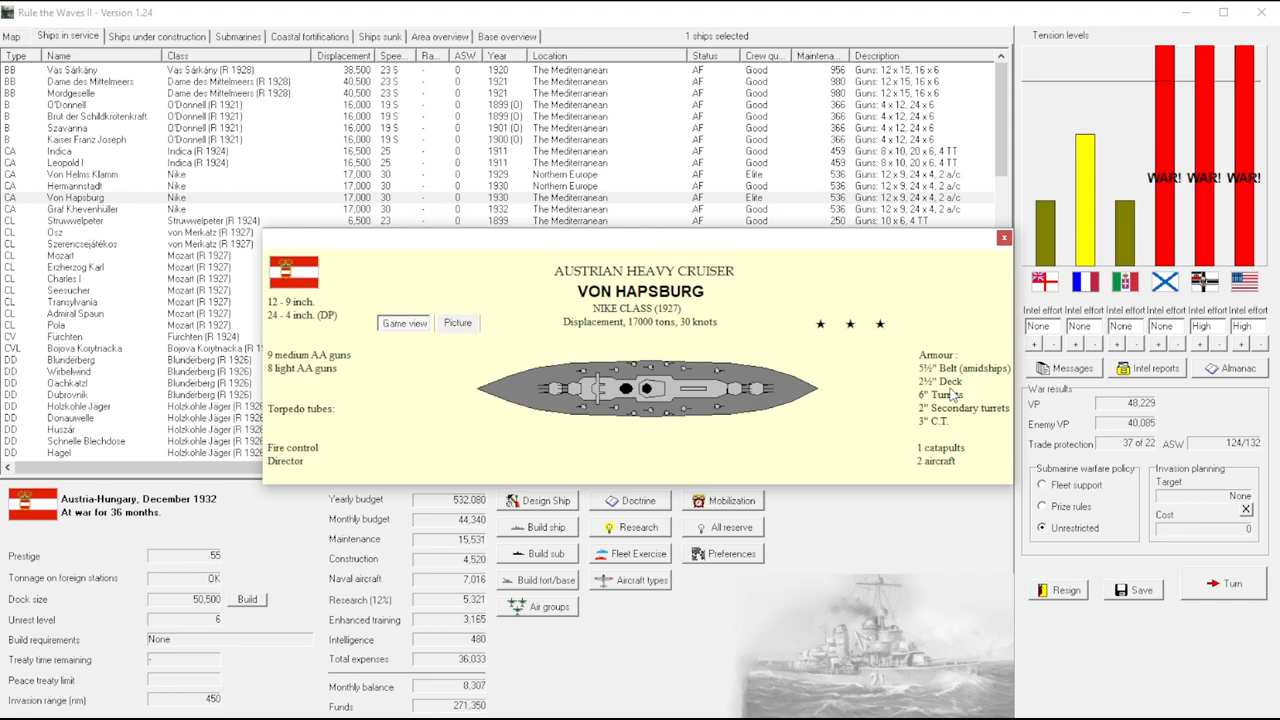 Rule the Waves II - Version 1.24
Map Ships in service Ships under construction Submarines Coastal fortifications Ships sunk Area overview Base overview 1 ships selected
Type Name Class Displacement Spee... Ra... ASW Year Location Status Crew qu... Maintena... Description
BB Vas Sárkány Vas Sárkány (R 1928) 38,500 23 S - 0 1920 The Mediterranean AF Good 956 Guns: 12 x 15, 16 x 6
BB Dame des Mittelmeers Dame des Mittelmeers (R 1928) 40,500 23 S - 0 1921 The Mediterranean AF Good 980 Guns: 12 x 15, 16 x 6
BB Mordgeselle Dame des Mittelmeers (R 1928) 40,500 23 S - 0 1921 The Mediterranean AF Good 980 Guns: 12 x 15, 16 x 6
B O'Donnell O'Donnell (R 1921) 16,000 19 S - 0 1899 (O) The Mediterranean AF Good 366 Guns: 4 x 12, 24 x 6
B Brut der Schildkrötenkraft O'Donnell (R 1921) 16,000 19 S - 0 1899 (O) The Mediterranean AF Good 366 Guns: 4 x 12, 24 x 6
B Szavanna O'Donnell (R 1921) 16,000 19 S - 0 1901 (O) The Mediterranean AF Good 366 Guns: 4 x 12, 24 x 6
B Kaiser Franz Joseph O'Donnell (R 1921) 16,000 19 S - 0 1900 (O) The Mediterranean AF Good 366 Guns: 4 x 12, 24 x 6
CA Indica Indica (R 1924) 16,500 25 - 0 1911 The Mediterranean AF Good 459 Guns: 8 x 10, 20 x 6, 4 TT
CA Leopold I Indica (R 1924) 16,500 25 - 0 1911 The Mediterranean AF Good 459 Guns: 8 x 10, 20 x 6, 4 TT
CA Von Helms Klamm Nike 17,000 30 - 0 1929 Northern Europe AF Elite 536 Guns: 12 x 9, 24 x 4, 2 a/c
CA Hermannstadt Nike 17,000 30 - 0 1930 Northern Europe AF Good 536 Guns: 12 x 9, 24 x 4, 2 a/c
CA Von Hapsburg Nike 17,000 30 - 0 1930 The Mediterranean AF Elite 536 Guns: 12 x 9, 24 x 4, 2 a/c
CA Graf Khevenhüller Nike 17,000 30 - 0 1932 The Mediterranean AF Good 536 Guns: 12 x 9, 24 x 4, 2 a/c
CL Struwwelpeter Struwwelpeter (R 1924) 6,500 23 - 0 1899 The Mediterranean AF Good 250 Guns: 10 x 6, 4 TT
CL Osz von Merkatz (R 1927)
CL Szerencsejátékos von Merkatz (R 1927)
CL Mozart Mozart (R 1927)
CL Erzherzog Karl Mozart (R 1927)
CL Charles I Mozart (R 1927)
CL Seesucher Mozart (R 1927)
CL Transylvania Mozart (R 1927)
CL Admiral Spaun Mozart (R 1927)
CL Pola Mozart (R 1927)
CV Fürchten Fürchten (R 1924)
CVL Bojova Korytnacka Bojova Korytnacka (R 1
DD Blunderberg Blunderberg (R 1926)
DD Wirbelwind Blunderberg (R 1926)
DD Dachkatzl Blunderberg (R 1926)
DD Dubrovnik Blunderberg (R 1926)
DD Holzkohle Jäger Holzkohle Jäger (R 1926
DD Donauwelle Holzkohle Jäger (R 1926
DD Huszár Holzkohle Jäger (R 1926
DD Schnelle Blechdose
DD Hagel Holzkohle Jäger (R 1926
AUSTRIAN HEAVY CRUISER
VON HAPSBURG
NIKE CLASS (1927)
Displacement, 17000 tons, 30 knots
12 - 9 inch.
24 - 4 inch. (DP)
Game view Picture
9 medium AA guns
8 light AA guns
Torpedo tubes:
Fire control
Director
Armour :
5½" Belt (amidships)
2½" Deck
6" Turrets
2" Secondary turrets
3" C.T.
1 catapults
2 aircraft
Tension levels
WAR! WAR! WAR!
Intel effort Intel effort Intel effort Intel effort Intel effort Intel effort
None None None None High High
+ - + - + - + - + - + -
Messages Intel reports Almanac
War results
VP 48,229
Enemy VP 40,085
Trade protection 37 of 22 ASW 124/132
Submarine warfare policy
Fleet support
Prize rules
Unrestricted
Invasion planning
Target
None
Cost X
0
Resign Save Turn
Austria-Hungary, December 1932
At war for 36 months.
Prestige 55
Tonnage on foreign stations OK
Dock size 50,500 Build
Unrest level 6
Build requirements None
Treaty time remaining -
Peace treaty limit
Invasion range (nm) 450
Yearly budget 532,080
Monthly budget 44,340
Maintenance 15,531
Construction 4,520
Naval aircraft 7,016
Research (12%) 5,321
Enhanced training 3,165
Intelligence 480
Total expenses 36,033
Monthly balance 8,307
Funds 271,350
Design Ship Doctrine Mobilization
Build ship Research All reserve
Build sub Fleet Exercise Preferences
Build fort/base Aircraft types
Air groups